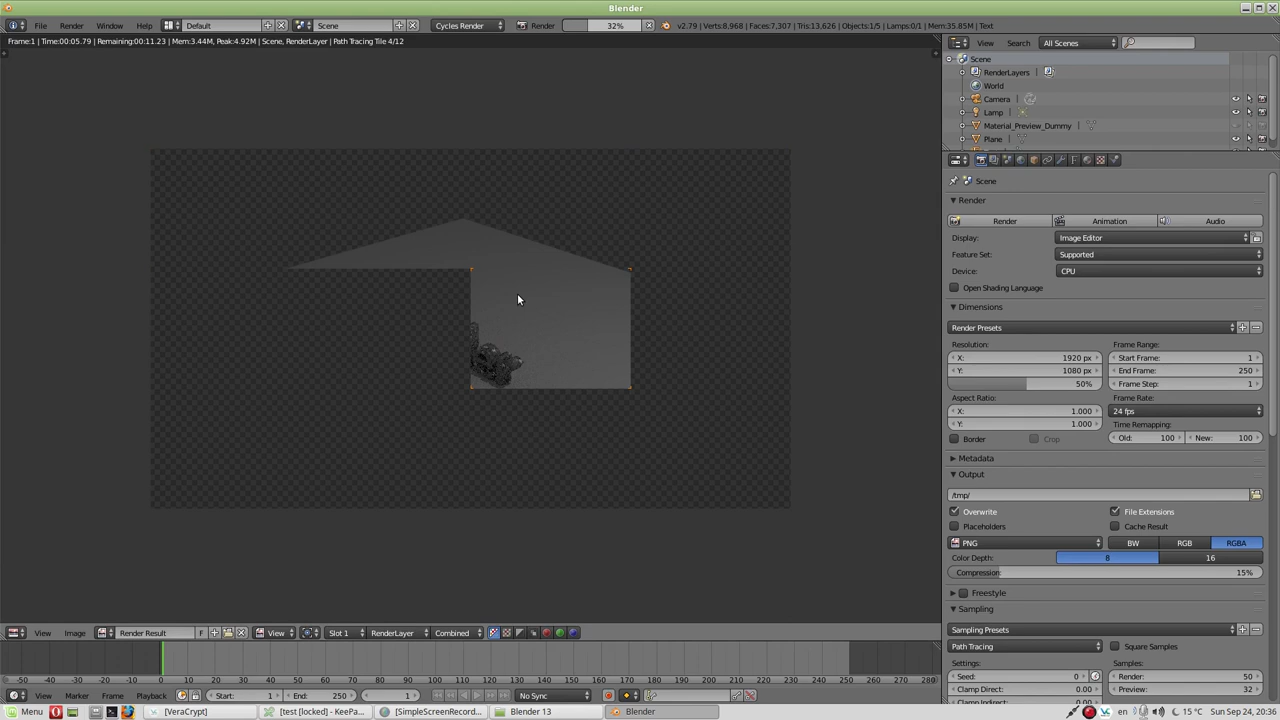 Blender
File Render Window Help Default Scene Cycles Render Render 32% v2.79 | Verts:8,968 | Faces:7,307 | Tris:13,626 | Objects:1/5 | Lamps:0/1 | Mem:35.85M | Text
Frame:1 | Time:00:05.79 | Remaining:00:11.23 | Mem:3.44M, Peak:4.92M | Scene, RenderLayer | Path Tracing Tile 4/12
View Search All Scenes
Scene
RenderLayers
World
Camera
Lamp
Material_Preview_Dummy
Plane
Scene
Render
Render Animation Audio
Display: Image Editor
Feature Set: Supported
Device: CPU
Open Shading Language
Dimensions
Render Presets
Resolution: Frame Range:
X: 1920 px Start Frame: 1
Y: 1080 px End Frame: 250
50% Frame Step: 1
Aspect Ratio: Frame Rate:
X: 1.000 24 fps
Y: 1.000 Time Remapping:
Border Crop Old: 100 New: 100
Metadata
Output
/tmp/
Overwrite File Extensions
Placeholders Cache Result
PNG BW RGB RGBA
Color Depth: 8 16
Compression: 15%
Freestyle
Sampling
Sampling Presets
Path Tracing Square Samples
Settings: Samples:
Seed: 0 Render: 50
Clamp Direct: 0.00 Preview: 32
View Image Render Result F View Slot 1 RenderLayer Combined
-50 -40 -30 -20 -10 0 10 20 30 40 50 60 70 80 90 100 110 120 130 140 150 160 170 180 190 200 210 220 230 240 250 260 270 280
View Marker Frame Playback Start: 1 End: 250 1 No Sync
Menu [VeraCrypt] [test [locked] - KeePa... [SimpleScreenRecord... Blender 13 Blender en 15 °C Sun Sep 24, 20:36